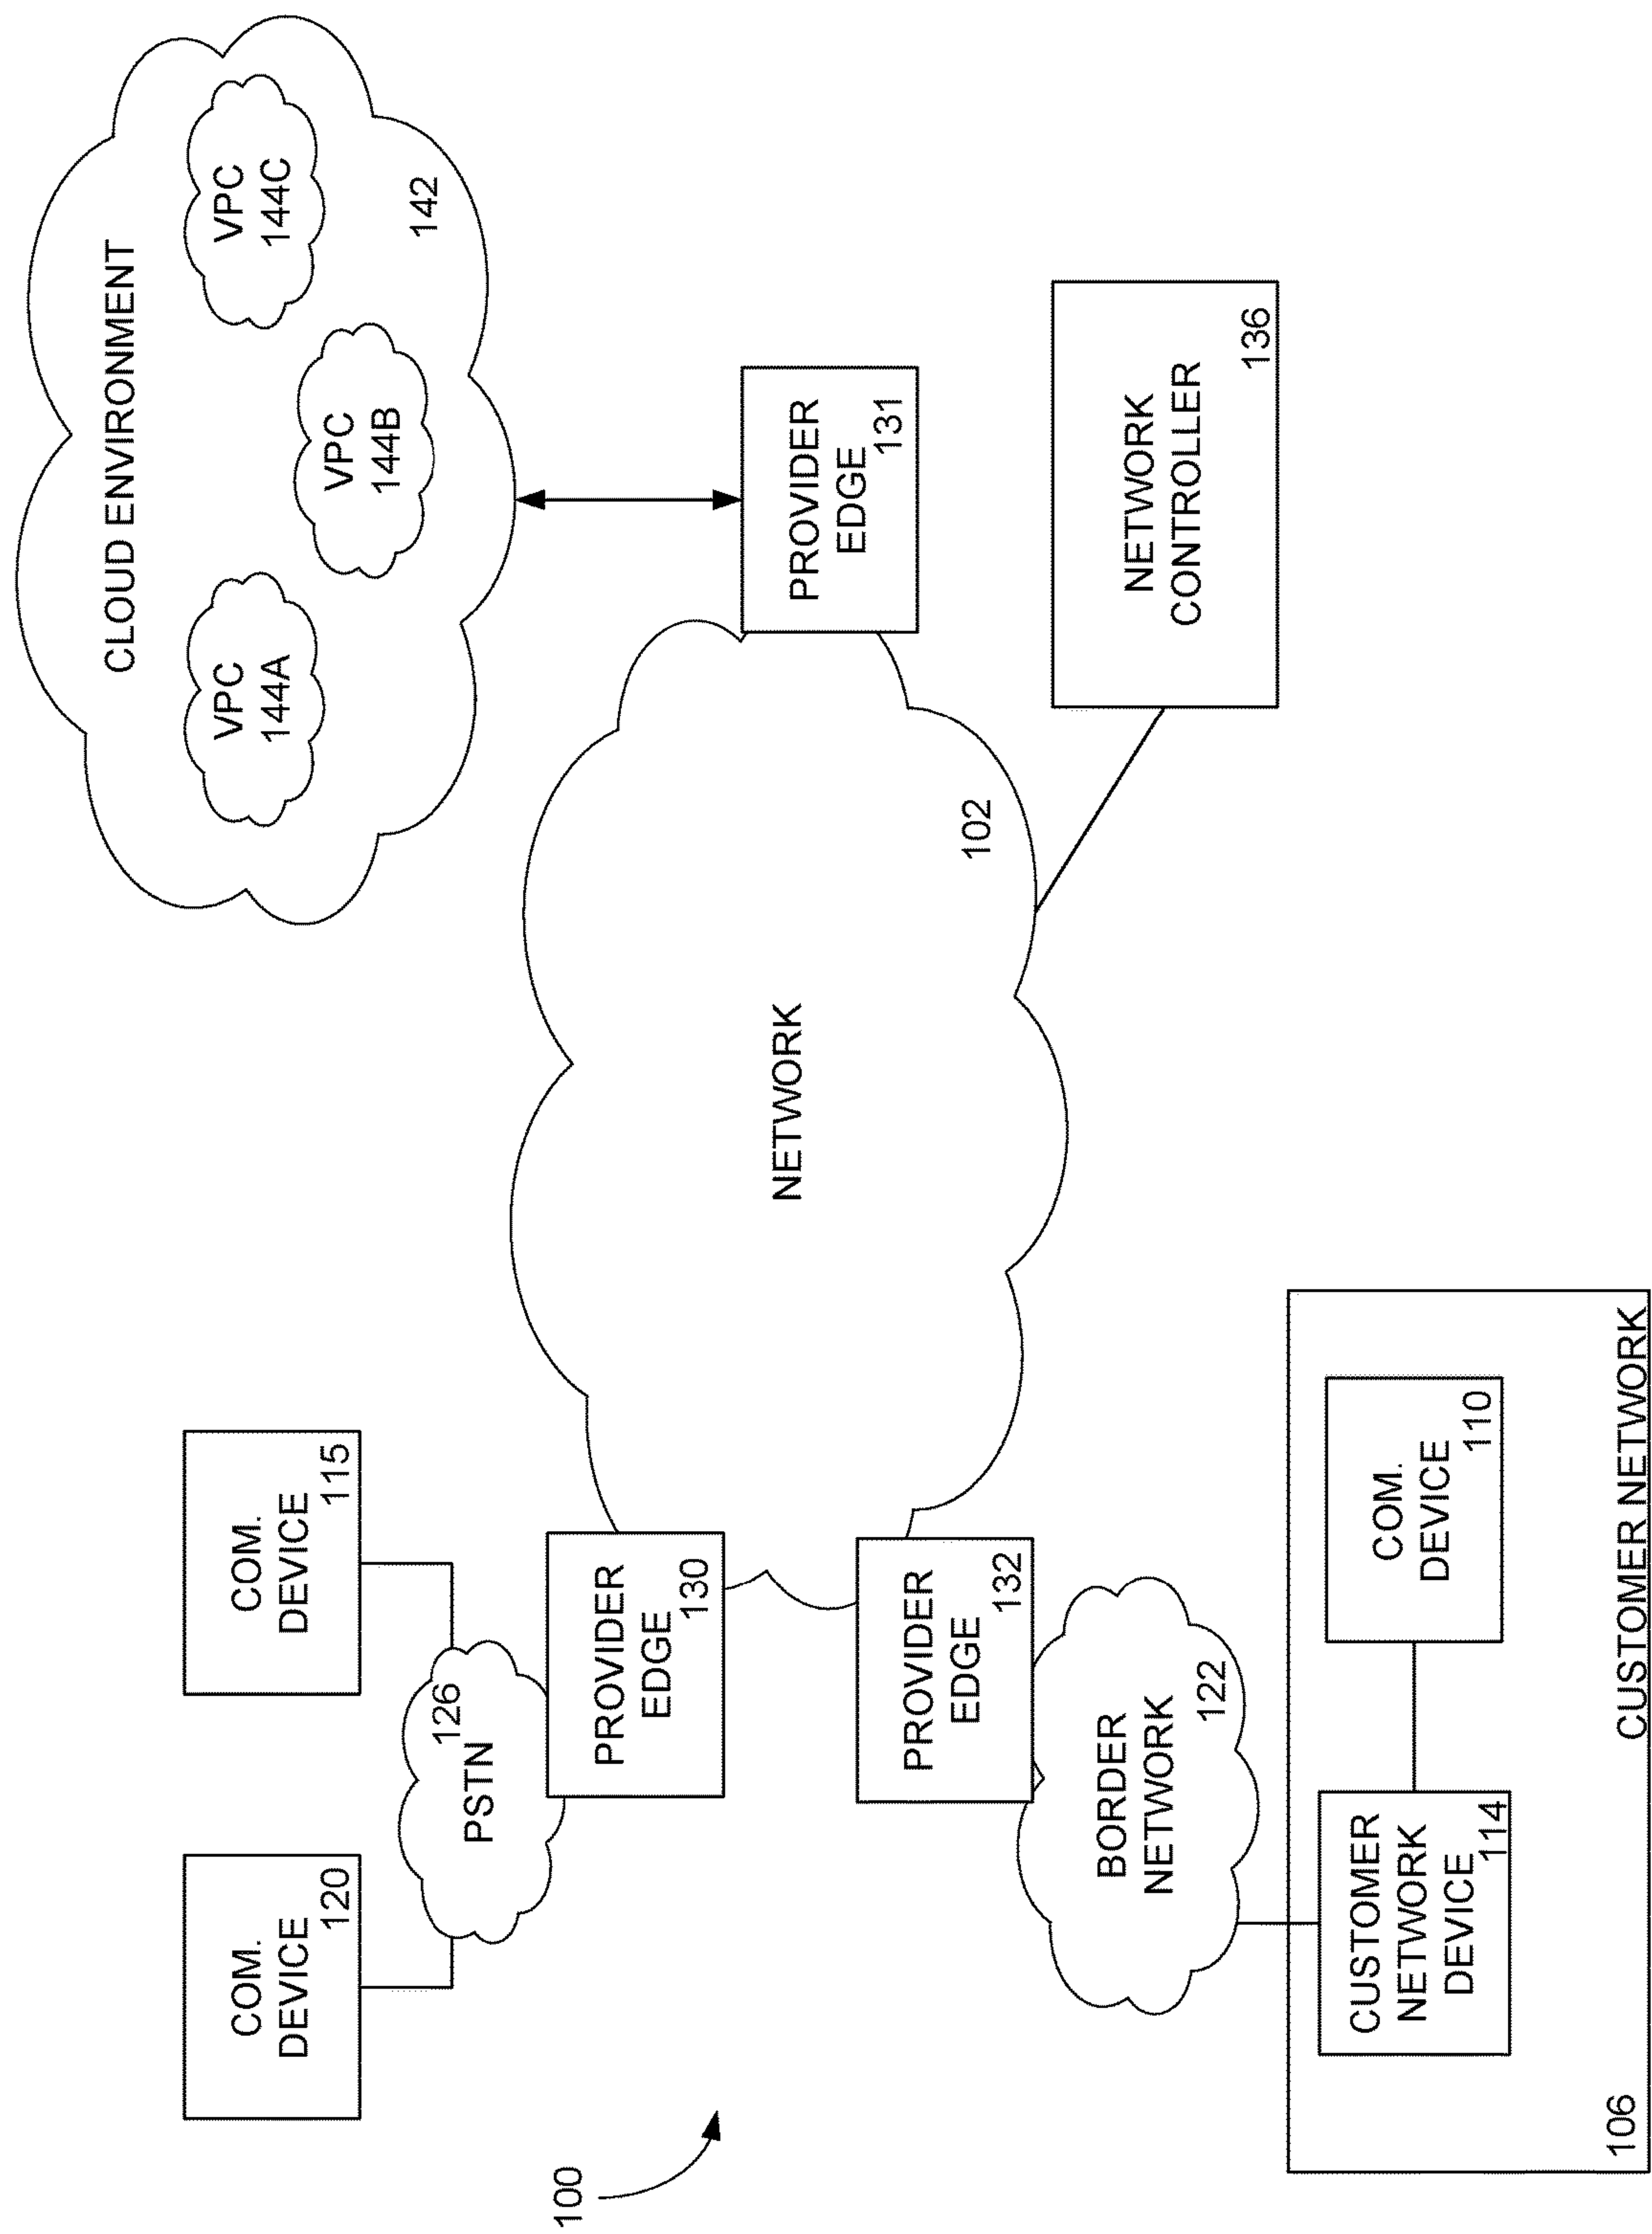 100
COM.
DEVICE
120
COM.
DEVICE
115
PSTN
126
CLOUD ENVIRONMENT
VPC
144A
VPC
144B
VPC
144C
142
PROVIDER
EDGE
130
PROVIDER
EDGE
132
NETWORK
102
PROVIDER
EDGE
131
BORDER
NETWORK
122
NETWORK
CONTROLLER
136
CUSTOMER
NETWORK
DEVICE
114
COM.
DEVICE
110
106
CUSTOMER NETWORK